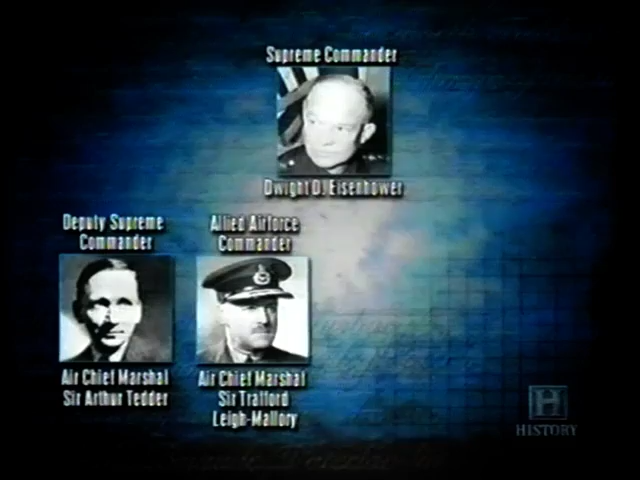 Supreme Commander
Dwight D. Eisenhower
Deputy Supreme
Commander
Air Chief Marshal
Sir Arthur Tedder
Allied Airforce
Commander
Air Chief Marshal
Sir Trafford
Leigh-Mallory
H
HISTORY